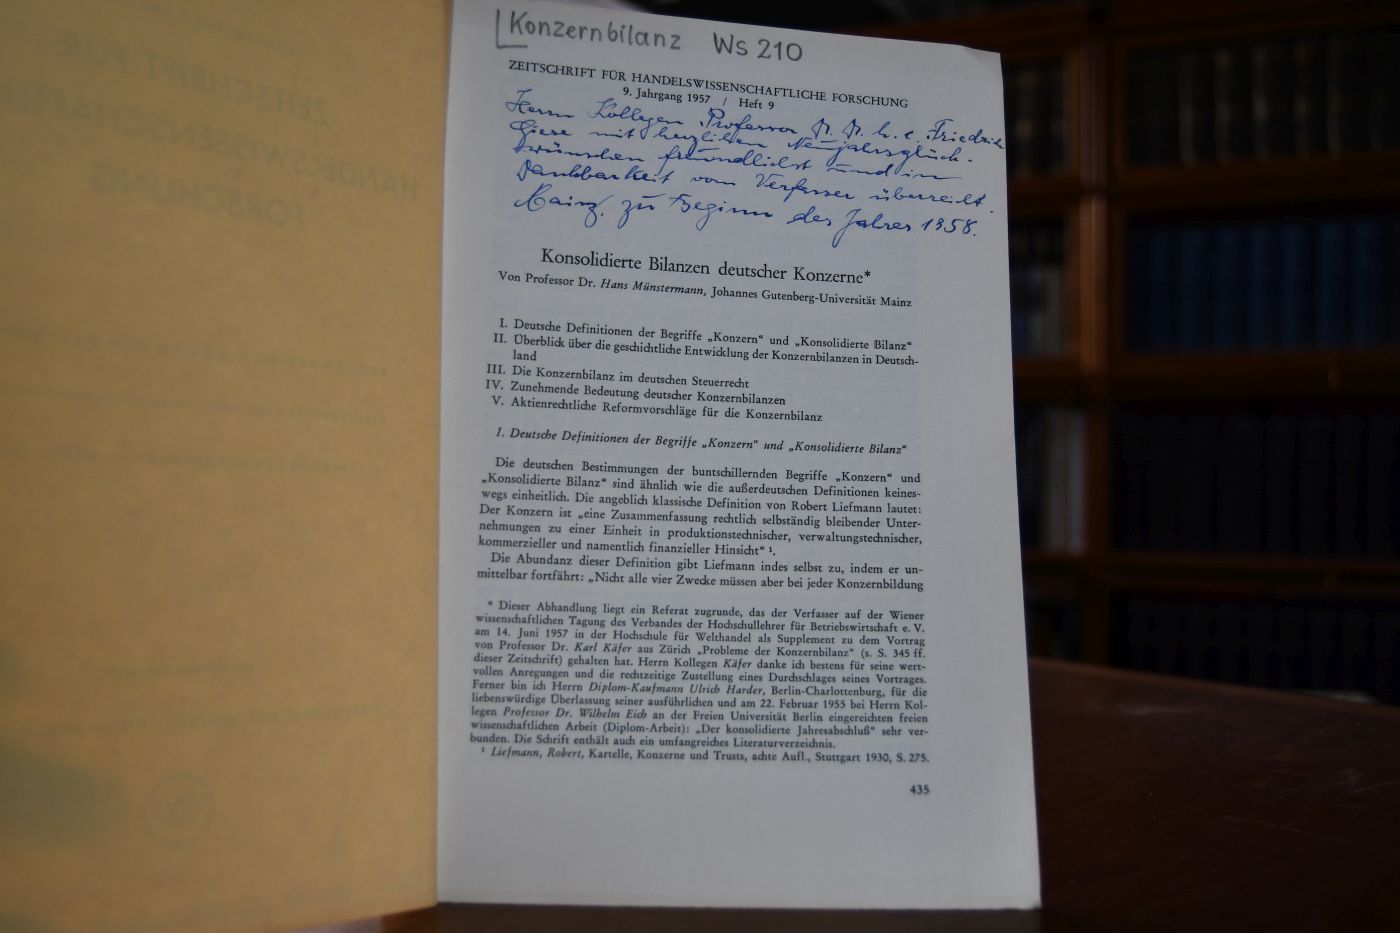 Konzernbilanz Ws 210
ZEITSCHRIFT FÜR HANDELSWISSENSCHAFTLICHE FORSCHUNG
9. Jahrgang 1957 / Heft 9
Herrn Kollegen Professor Dr. Dr. h. c. Friedrich
Giese mit herzlichen Neujahrsglück-
wünschen freundlichst und in
Dankbarkeit vom Verfasser überreicht.
Mainz, zu Beginn des Jahres 1958.
Konsolidierte Bilanzen deutscher Konzerne*
Von Professor Dr. Hans Münstermann, Johannes Gutenberg-Universität Mainz
I. Deutsche Definitionen der Begriffe „Konzern“ und „Konsolidierte Bilanz“
II. Überblick über die geschichtliche Entwicklung der Konzernbilanzen in Deutsch-
land
III. Die Konzernbilanz im deutschen Steuerrecht
IV. Zunehmende Bedeutung deutscher Konzernbilanzen
V. Aktienrechtliche Reformvorschläge für die Konzernbilanz
I. Deutsche Definitionen der Begriffe „Konzern“ und „Konsolidierte Bilanz“
Die deutschen Bestimmungen der buntschillernden Begriffe „Konzern“ und
„Konsolidierte Bilanz“ sind ähnlich wie die außerdeutschen Definitionen keines-
wegs einheitlich. Die angeblich klassische Definition von Robert Liefmann lautet:
Der Konzern ist „eine Zusammenfassung rechtlich selbständig bleibender Unter-
nehmungen zu einer Einheit in produktionstechnischer, verwaltungstechnischer,
kommerzieller und namentlich finanzieller Hinsicht“ ¹.
Die Abundanz dieser Definition gibt Liefmann indes selbst zu, indem er un-
mittelbar fortfährt: „Nicht alle vier Zwecke müssen aber bei jeder Konzernbildung
* Dieser Abhandlung liegt ein Referat zugrunde, das der Verfasser auf der Wiener
wissenschaftlichen Tagung des Verbandes der Hochschullehrer für Betriebswirtschaft e. V.
am 14. Juni 1957 in der Hochschule für Welthandel als Supplement zu dem Vortrag
von Professor Dr. Karl Käfer aus Zürich „Probleme der Konzernbilanz“ (s. S. 345 ff.
dieser Zeitschrift) gehalten hat. Herrn Kollegen Käfer danke ich bestens für seine wert-
vollen Anregungen und die rechtzeitige Zustellung eines Durchschlages seines Vortrages.
Ferner bin ich Herrn Diplom-Kaufmann Ulrich Harder, Berlin-Charlottenburg, für die
liebenswürdige Überlassung seiner ausführlichen und am 22. Februar 1955 bei Herrn Kol-
legen Professor Dr. Wilhelm Eich an der Freien Universität Berlin eingereichten freien
wissenschaftlichen Arbeit (Diplom-Arbeit): „Der konsolidierte Jahresabschluß“ sehr ver-
bunden. Die Schrift enthält auch ein umfangreiches Literaturverzeichnis.
¹ Liefmann, Robert, Kartelle, Konzerne und Trusts, achte Aufl., Stuttgart 1930, S. 275.
435